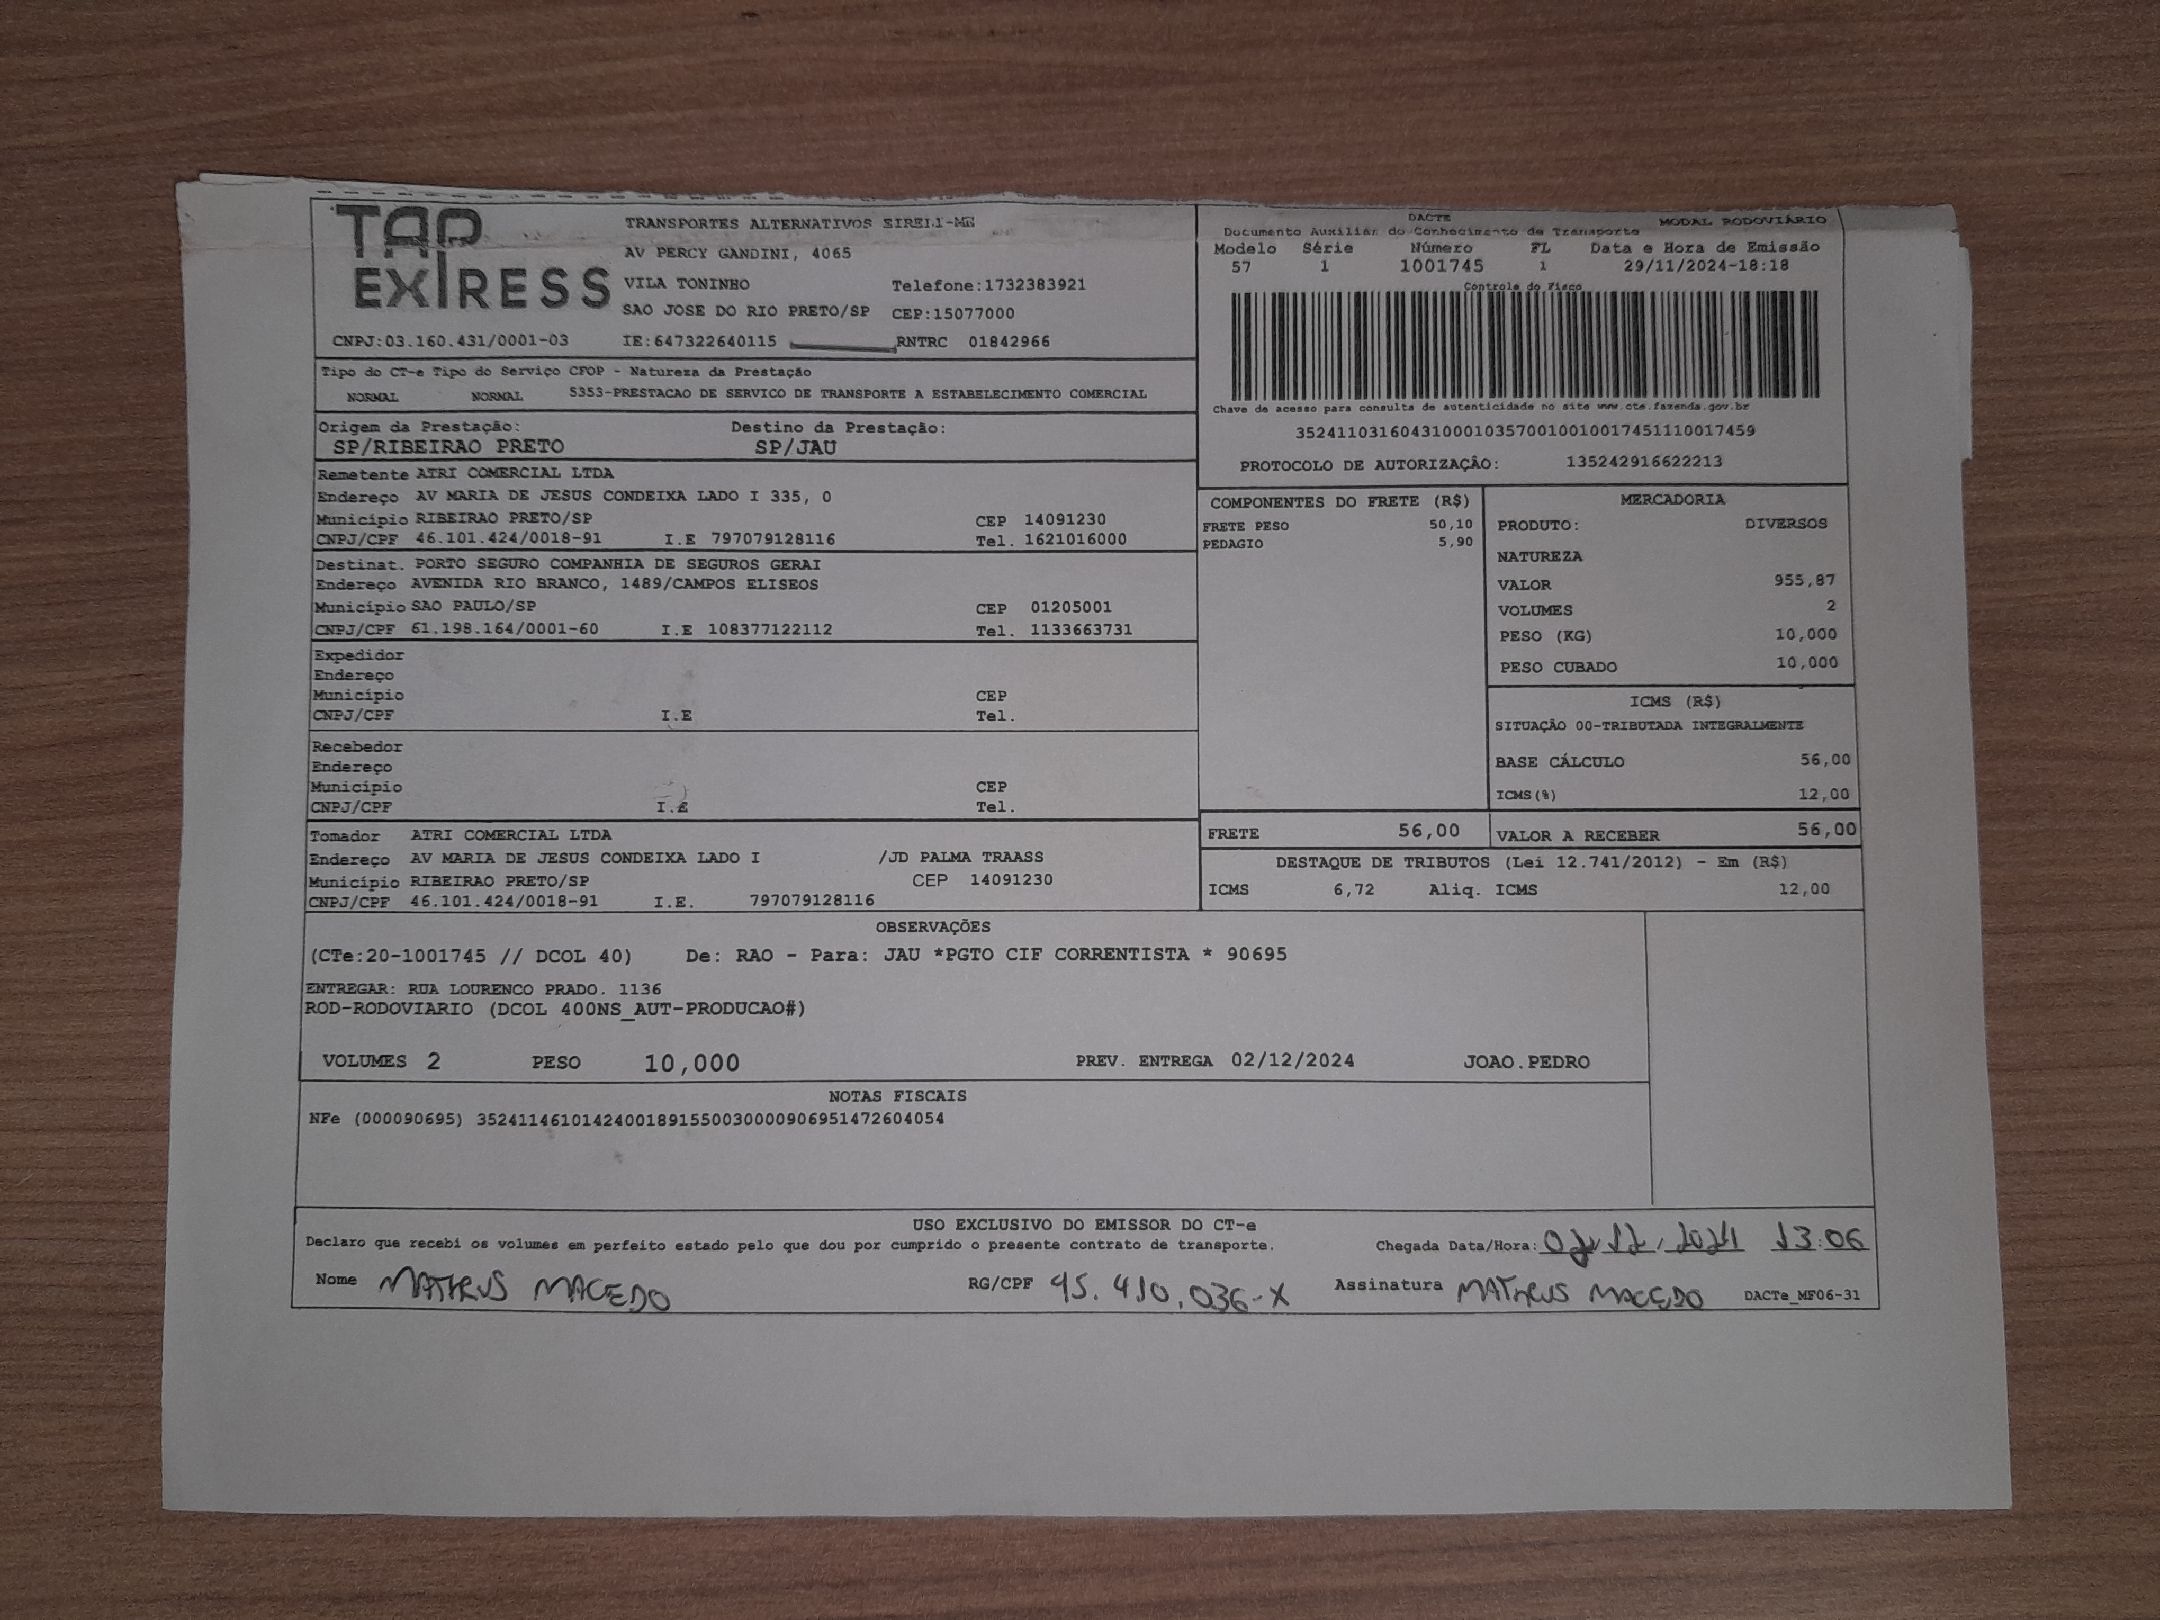 TAP EXPRESS
TRANSPORTES ALTERNATIVOS EIRELI-ME
AV PERCY GANDINI, 4065
VILA TONINHO Telefone:1732383921
SAO JOSE DO RIO PRETO/SP CEP:15077000
CNPJ:03.160.431/0001-03 IE:647322640115 RNTRC 01842966
DACTE MODAL RODOVIÁRIO
Documento Auxiliar do Conhecimento de Transporte
Modelo Série Número FL Data e Hora de Emissão
57 1 1001745 1 29/11/2024-18:18
Controle do Fisco
Chave de acesso para consulta de autenticidade no site www.cte.fazenda.gov.br
35241103160431000103570010010017451110017459
PROTOCOLO DE AUTORIZAÇÃO: 135242916622213
Tipo do CT-e Tipo do Serviço CFOP - Natureza da Prestação
NORMAL NORMAL 5353-PRESTACAO DE SERVICO DE TRANSPORTE A ESTABELECIMENTO COMERCIAL
Origem da Prestação: Destino da Prestação:
SP/RIBEIRAO PRETO SP/JAU
Remetente ATRI COMERCIAL LTDA
Endereço AV MARIA DE JESUS CONDEIXA LADO I 335, 0
Município RIBEIRAO PRETO/SP CEP 14091230
CNPJ/CPF 46.101.424/0018-91 I.E 797079128116 Tel. 1621016000
Destinat. PORTO SEGURO COMPANHIA DE SEGUROS GERAI
Endereço AVENIDA RIO BRANCO, 1489/CAMPOS ELISEOS
Município SAO PAULO/SP CEP 01205001
CNPJ/CPF 61.198.164/0001-60 I.E 108377122112 Tel. 1133663731
Expedidor
Endereço
Município CEP
CNPJ/CPF I.E Tel.
Recebedor
Endereço
Município CEP
CNPJ/CPF I.E Tel.
Tomador ATRI COMERCIAL LTDA
Endereço AV MARIA DE JESUS CONDEIXA LADO I /JD PALMA TRAASS
Município RIBEIRAO PRETO/SP CEP 14091230
CNPJ/CPF 46.101.424/0018-91 I.E. 797079128116
COMPONENTES DO FRETE (R$)
FRETE PESO 50,10
PEDAGIO 5,90
MERCADORIA
PRODUTO: DIVERSOS
NATUREZA
VALOR 955,87
VOLUMES 2
PESO (KG) 10,000
PESO CUBADO 10,000
ICMS (R$)
SITUAÇÃO 00-TRIBUTADA INTEGRALMENTE
BASE CÁLCULO 56,00
ICMS(%) 12,00
FRETE 56,00 VALOR A RECEBER 56,00
DESTAQUE DE TRIBUTOS (Lei 12.741/2012) - Em (R$)
ICMS 6,72 Aliq. ICMS 12,00
OBSERVAÇÕES
(CTe:20-1001745 // DCOL 40) De: RAO - Para: JAU *PGTO CIF CORRENTISTA * 90695
ENTREGAR: RUA LOURENCO PRADO. 1136
ROD-RODOVIARIO (DCOL 400NS_AUT-PRODUCAO#)
VOLUMES 2 PESO 10,000 PREV. ENTREGA 02/12/2024 JOAO.PEDRO
NOTAS FISCAIS
NFe (000090695) 35241146101424001891550030000906951472604054
USO EXCLUSIVO DO EMISSOR DO CT-e
Declaro que recebi os volumes em perfeito estado pelo que dou por cumprido o presente contrato de transporte. Chegada Data/Hora: 02/12/2024 13:06
Nome MATHEUS MACEDO RG/CPF 45.410.036-X Assinatura MATHEUS MACEDO DACTe_MF06-31